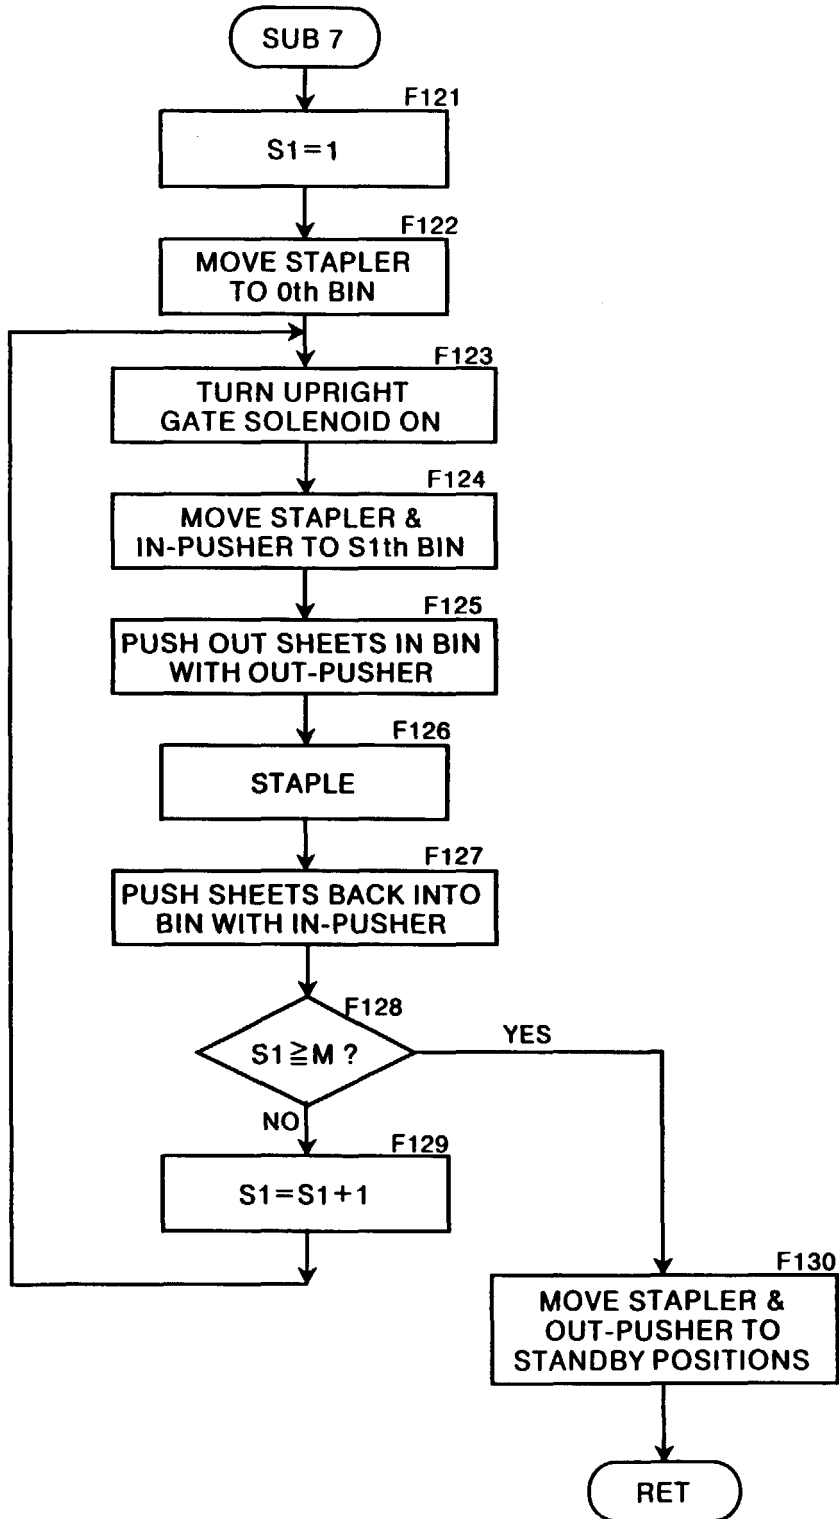 SUB 7
F121
S1=1
F122
MOVE STAPLER
TO 0th BIN
F123
TURN UPRIGHT
GATE SOLENOID ON
F124
MOVE STAPLER &
IN-PUSHER TO S1th BIN
F125
PUSH OUT SHEETS IN BIN
WITH OUT-PUSHER
F126
STAPLE
F127
PUSH SHEETS BACK INTO
BIN WITH IN-PUSHER
F128
S1≧M ?
YES
NO
F129
S1=S1+1
F130
MOVE STAPLER &
OUT-PUSHER TO
STANDBY POSITIONS
RET